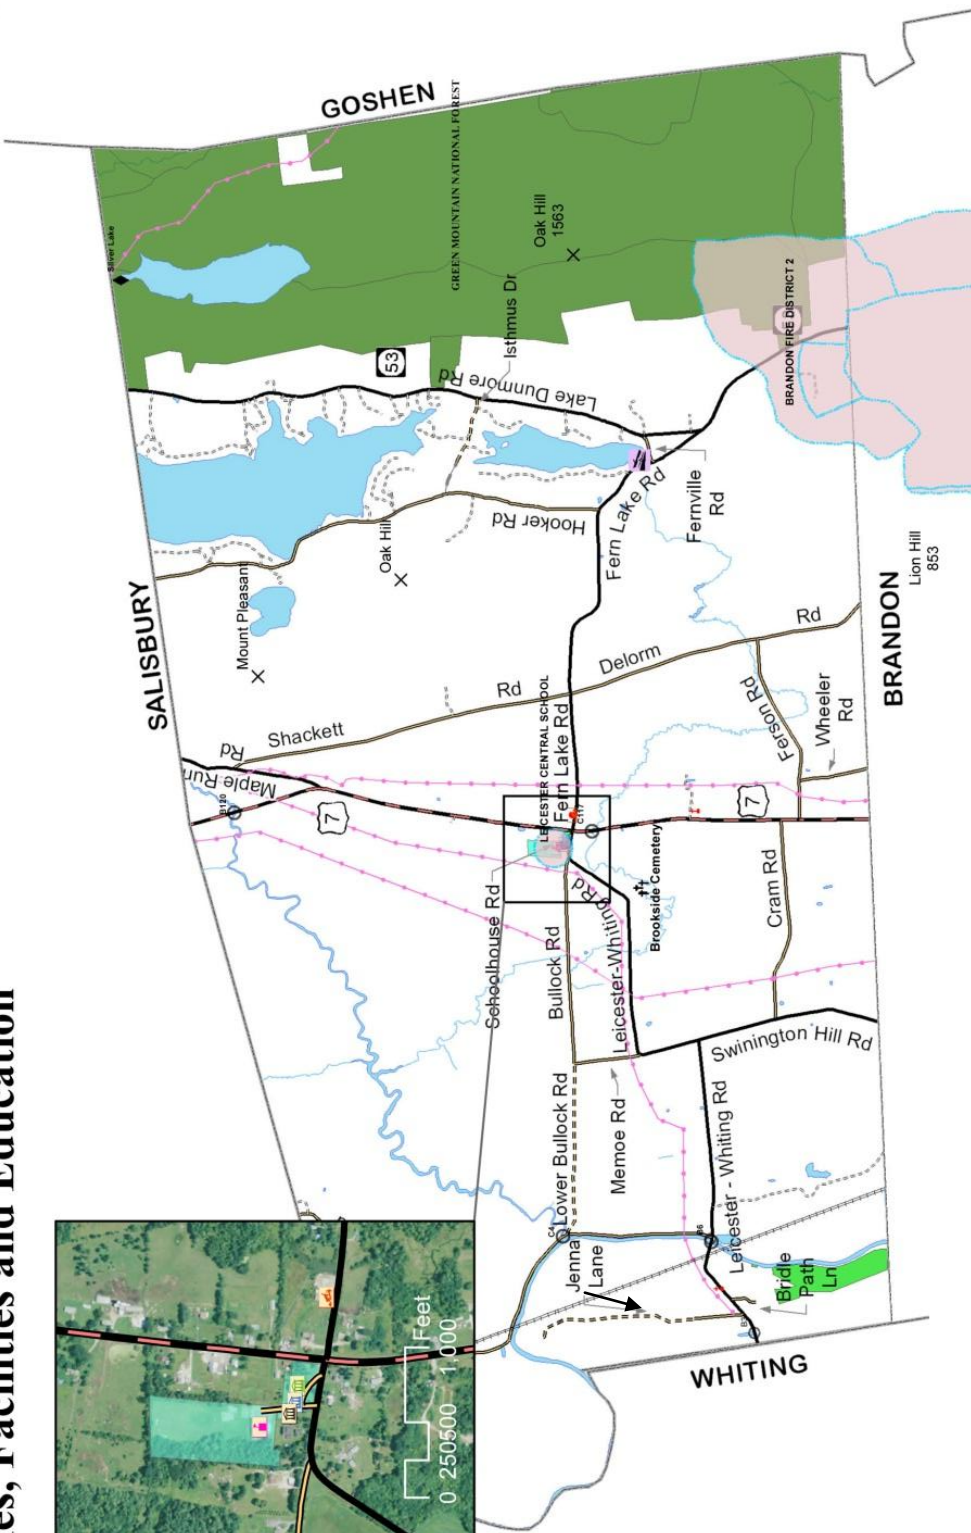 es, Facilities and Education
GOSHEN
GREEN MOUNTAIN NATIONAL FOREST
Silver Lake
Oak Hill
1563
Isthmus Dr
53
Lake Dunmore Rd
BRANDON FIRE DISTRICT 2
SALISBURY
Mount Pleasant
Oak Hill
Hooker Rd
Fern Lake Rd
Fernville
Rd
Lion Hill
853
BRANDON
Shackett
Rd
Delorm
Rd
Ferson Rd
Wheeler
Rd
Maple Run
Rd
B120
7
LEICESTER CENTRAL SCHOOL
Fern Lake Rd
C117
7
Schoolhouse Rd
Brookside Cemetery
Cram Rd
Bullock Rd
Leicester-Whiting Rd
Swinington Hill Rd
Lower Bullock Rd
Memoe Rd
Leicester - Whiting Rd
Jenna
Lane
Bridle
Path
Ln
WHITING
0 250500 1,000
Feet